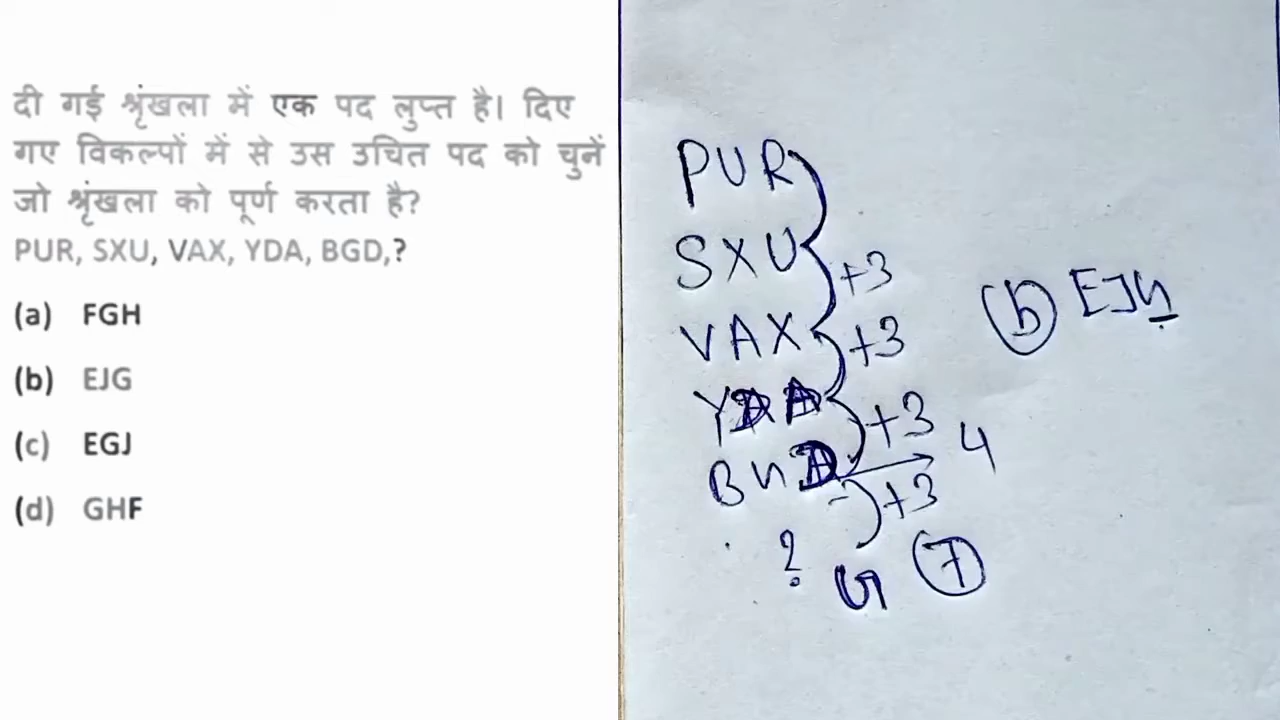 दी गई श्रृंखला में एक पद लुप्त है। दिए
गए विकल्पों में से उस उचित पद को चुनें
जो श्रृंखला को पूर्ण करता है?
PUR, SXU, VAX, YDA, BGD,?
(a) FGH
(b) EJG
(c) EGJ
(d) GHF
PUR
SXU
+3
VAX
+3
YDA
+3
BGD
4
+3
?
G
7
(b) EJG